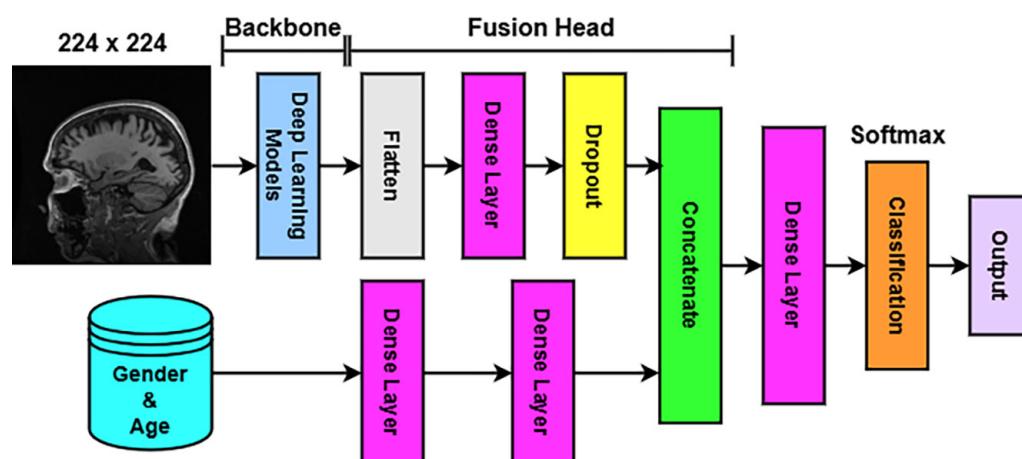 Backbone
Fusion Head
224 x 224
Deep Learning
Models
Flatten
Dense Layer
Dropout
Concatenate
Dense Layer
Softmax
Classification
Output
Gender
&
Age
Dense Layer
Dense Layer